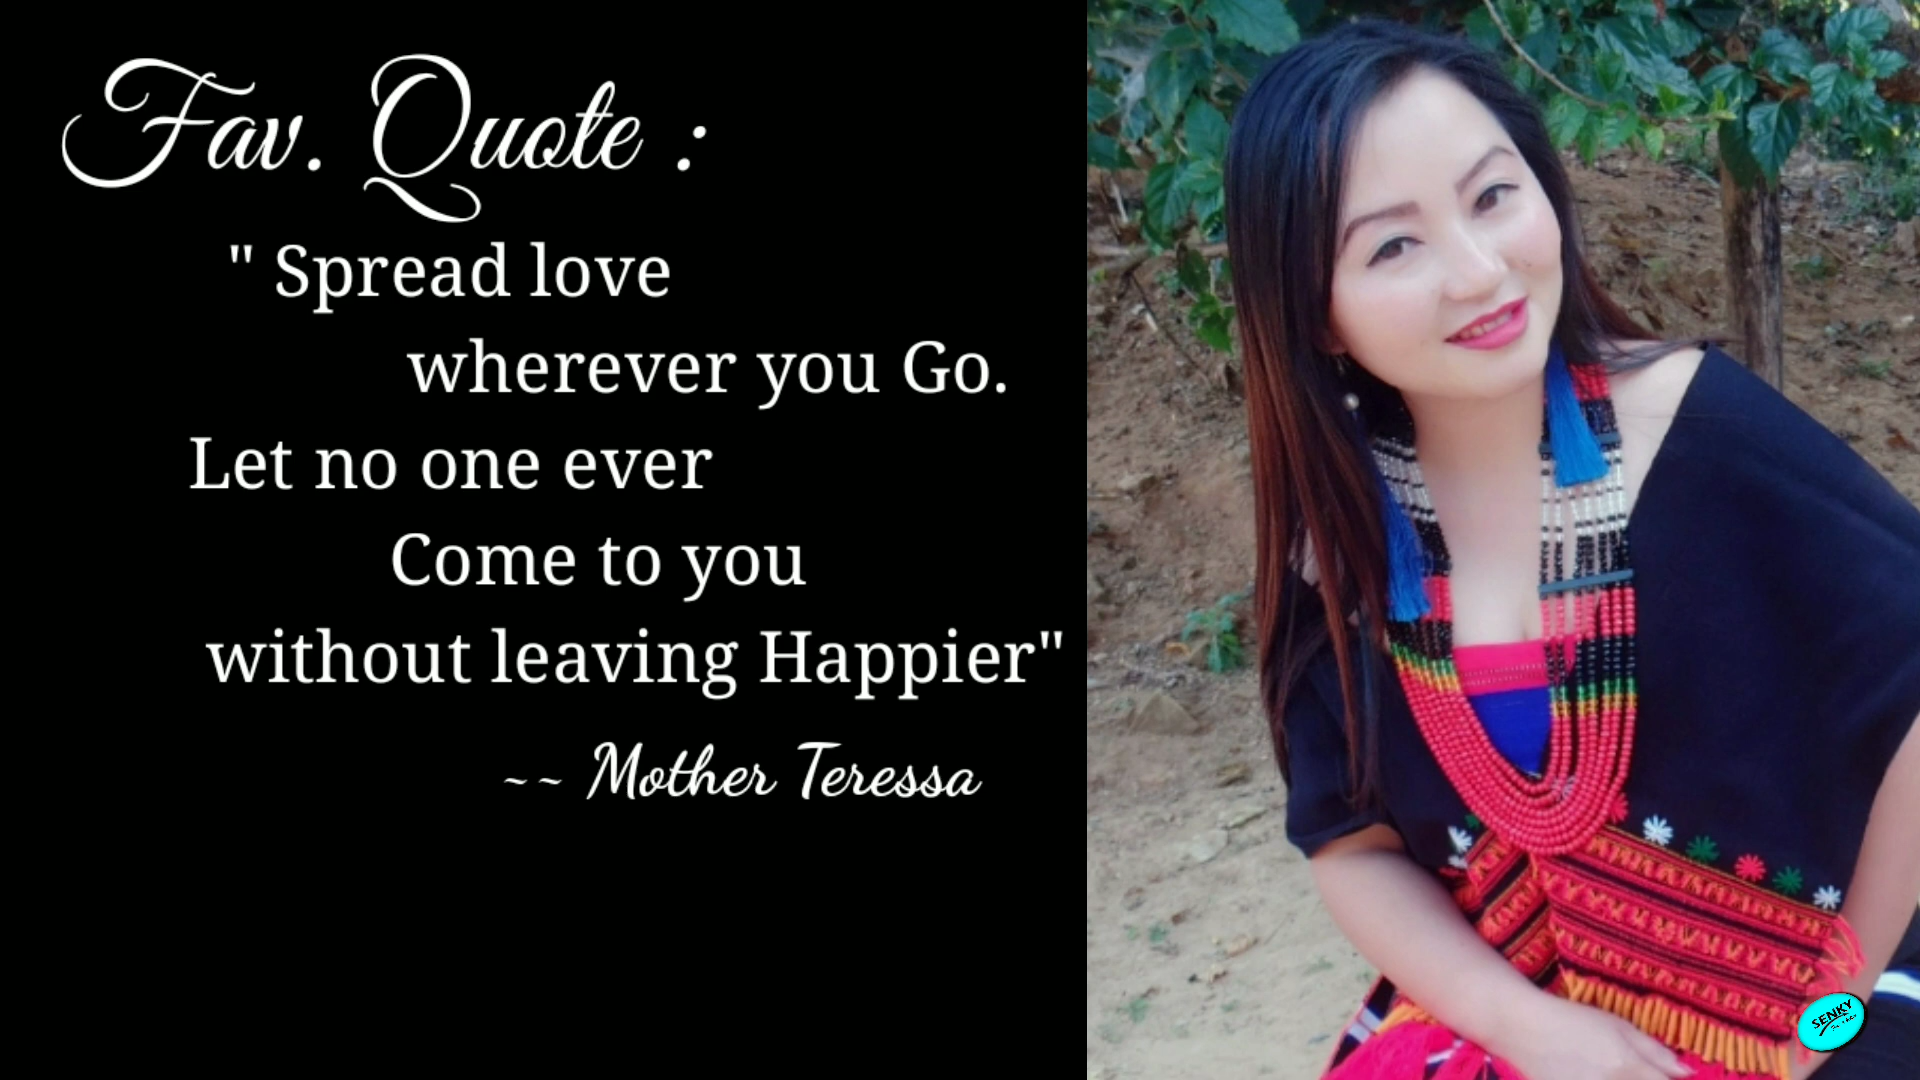 Fav. Quote :
" Spread love
wherever you Go.
Let no one ever
Come to you
without leaving Happier"
~~ Mother Teressa
SENKY